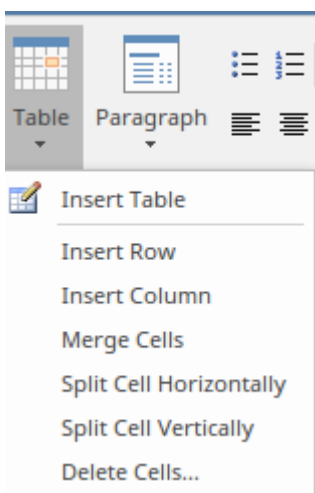 Table Paragraph
Insert Table
Insert Row
Insert Column
Merge Cells
Split Cell Horizontally
Split Cell Vertically
Delete Cells...